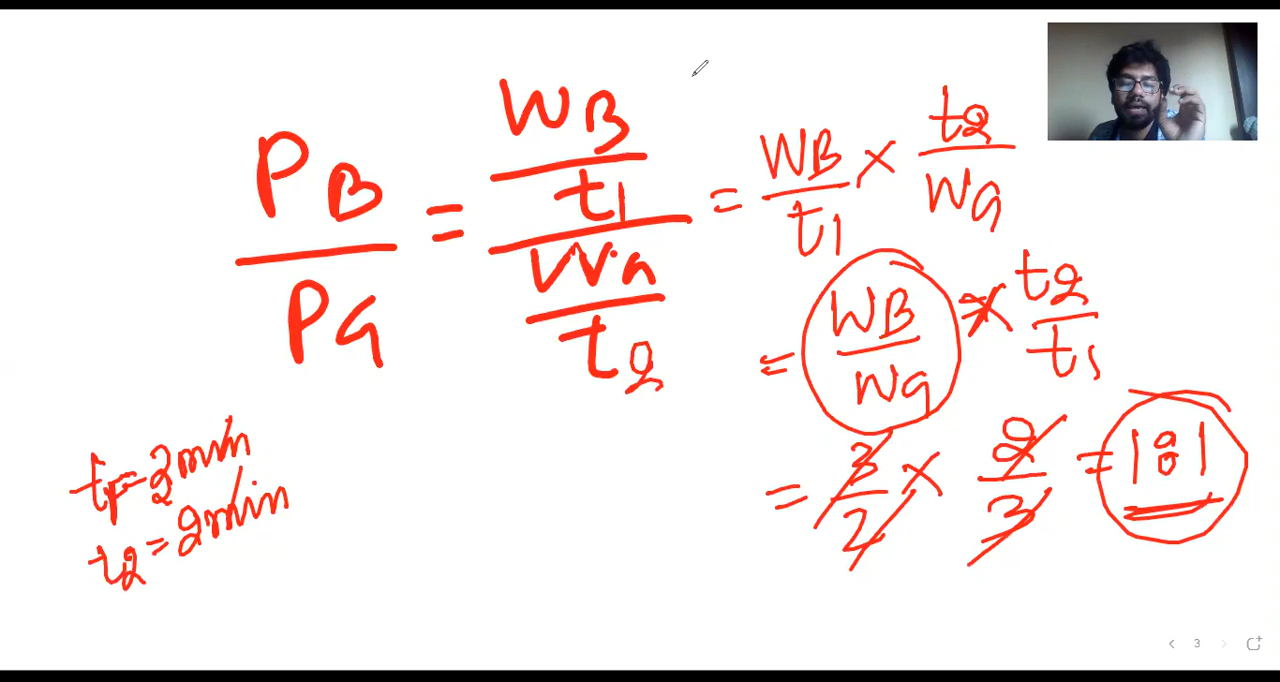 PB/PG = (WB/t1)/(WG/t2) = WB/t1 × t2/WG
= WB/WG × t2/t1
= 3/2 × 2/3 = 1:1
t1=2min
t2=2min
3